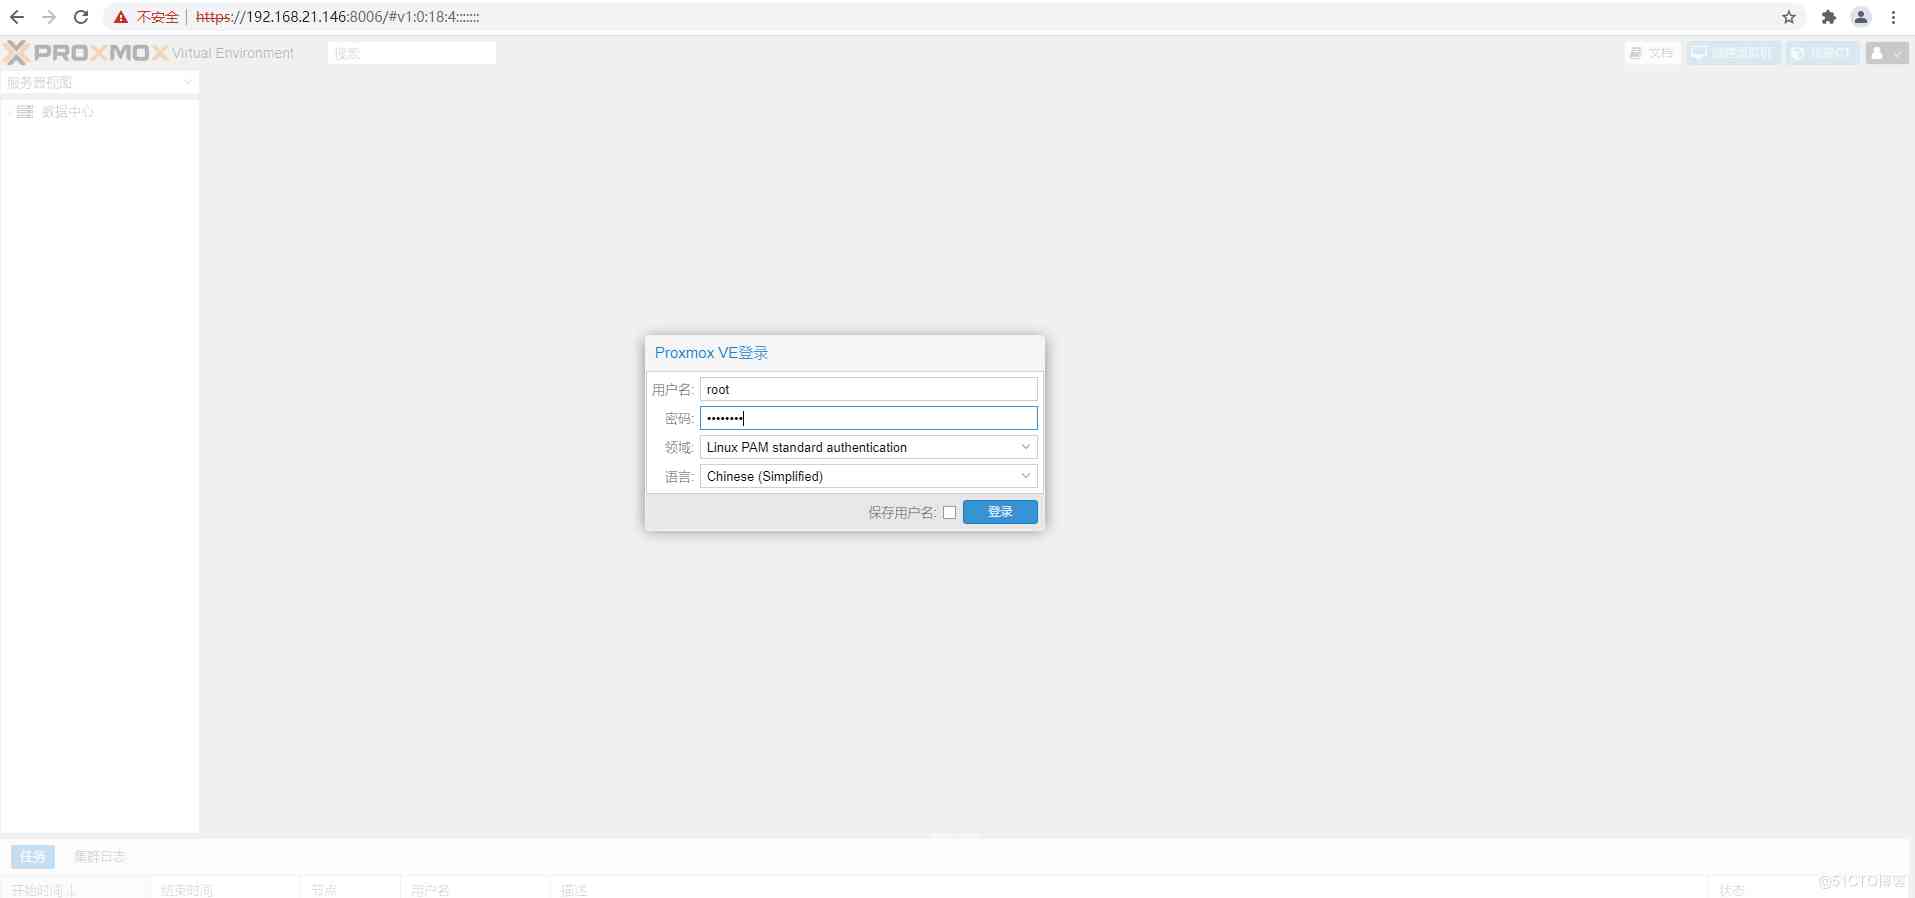 不安全 https://192.168.21.146:8006/#v1:0:18:4:::::::
PROXMOX Virtual Environment 搜索 文档 创建虚拟机 创建CT
服务器视图
数据中心
Proxmox VE登录
用户名: root
密码: ••••••••
领域: Linux PAM standard authentication
语言: Chinese (Simplified)
保存用户名: 登录
任务 集群日志
开始时间 ↓ 结束时间 节点 用户名 描述 状态
@51CTO博客